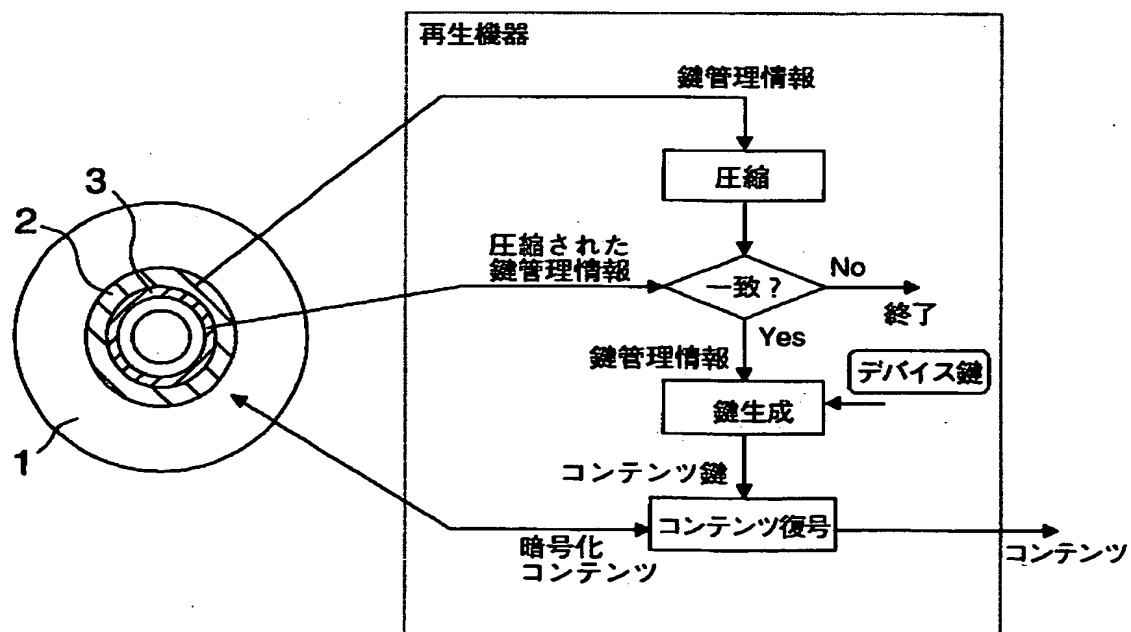 再生機器
鍵管理情報
圧縮
3
2
圧縮された
鍵管理情報
一致？
No
終了
Yes
鍵管理情報
デバイス鍵
鍵生成
1
コンテンツ鍵
コンテンツ復号
暗号化
コンテンツ
コンテンツ